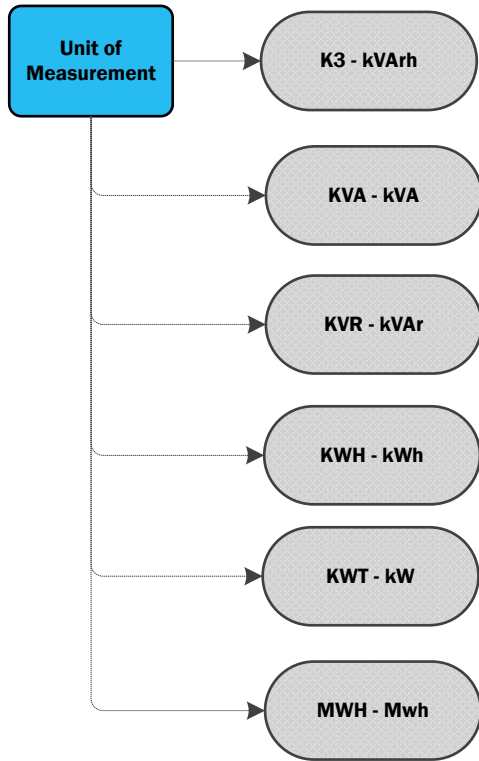 Unit of
Measurement
K3 - kVArh
KVA - kVA
KVR - kVAr
KWH - kWh
KWT - kW
MWH - Mwh